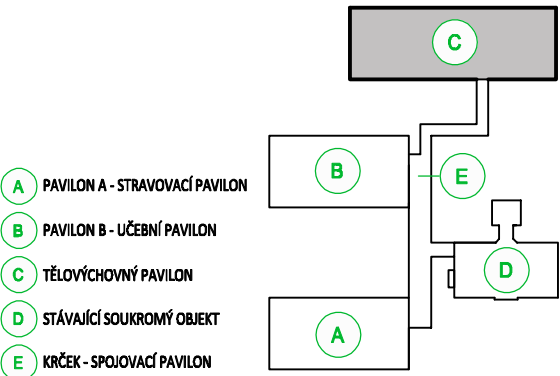 C
B
E
D
A
A PAVILON A - STRAVOVACÍ PAVILON
B PAVILON B - UČEBNÍ PAVILON
C TĚLOVÝCHOVNÝ PAVILON
D STÁVAJÍCÍ SOUKROMÝ OBJEKT
E KRČEK - SPOJOVACÍ PAVILON